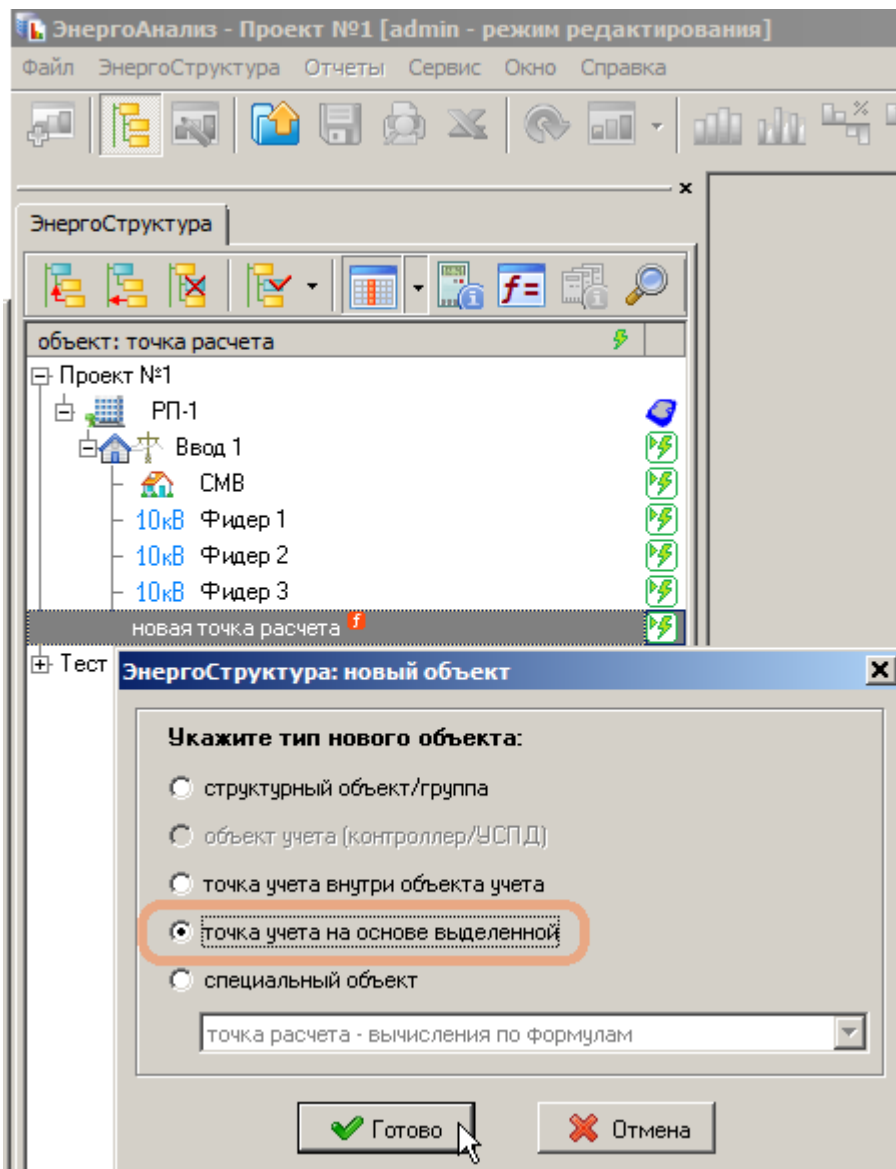 ЭнергоАнализ - Проект №1 [admin - режим редактирования]
Файл ЭнергоСтруктура Отчеты Сервис Окно Справка
%
ЭнергоСтруктура
f=
объект: точка расчета
Проект №1
РП-1
Ввод 1
СМВ
10кВ Фидер 1
10кВ Фидер 2
10кВ Фидер 3
новая точка расчета f
Тест
ЭнергоСтруктура: новый объект
Укажите тип нового объекта:
структурный объект/группа
объект учета (контроллер/УСПД)
точка учета внутри объекта учета
точка учета на основе выделенной
специальный объект
точка расчета - вычисления по формулам
Готово Отмена